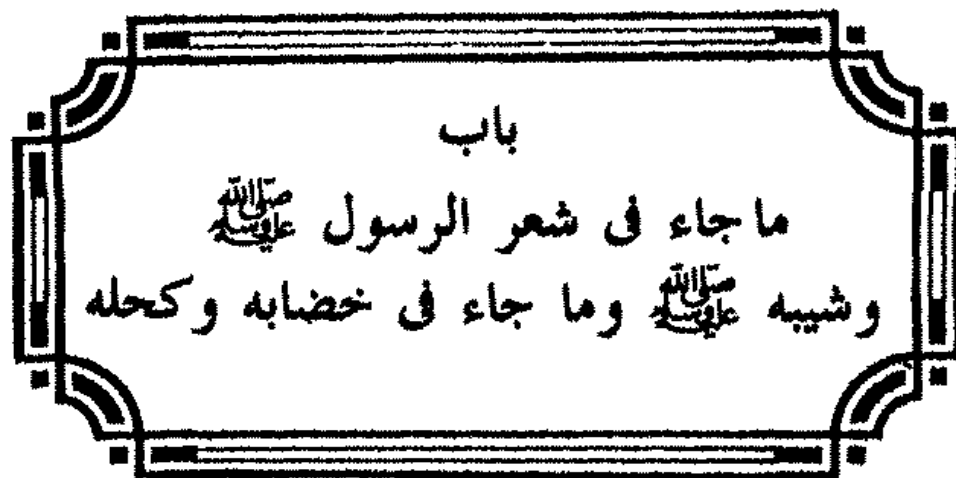 باب
ما جاء فى شعر الرسول ﷺ
وشيبه ﷺ وما جاء فى خضابه وكحله